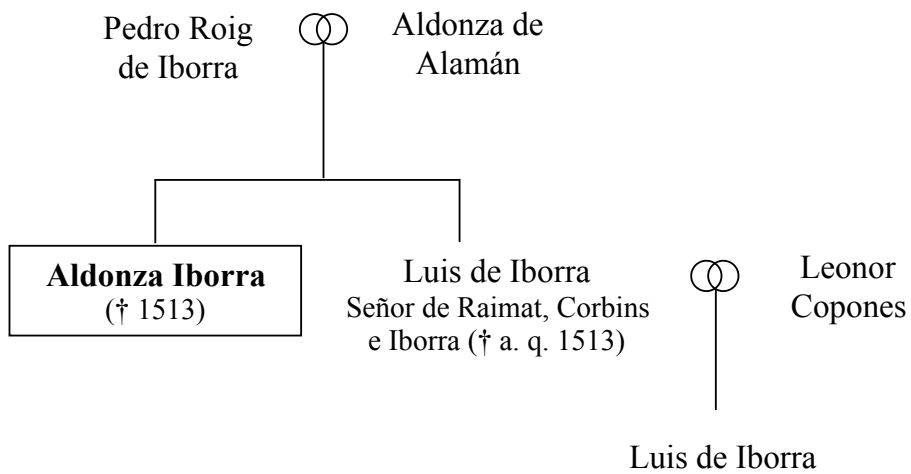 Pedro Roig
de Iborra
Aldonza de
Alamán
Aldonza Iborra
(† 1513)
Luis de Iborra
Señor de Raimat, Corbins
e Iborra († a. q. 1513)
Leonor
Copones
Luis de Iborra